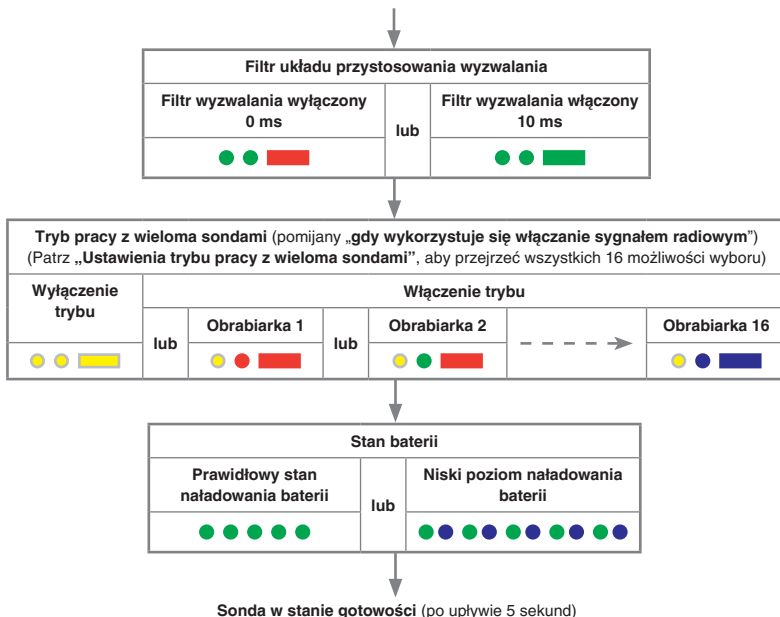 Filtr układu przystosowania wyzwalania
Filtr wyzwalania wyłączony
0 ms
lub
Filtr wyzwalania włączony
10 ms
Tryb pracy z wieloma sondami (pomijany „gdy wykorzystuje się włączanie sygnałem radiowym”)
(Patrz „Ustawienia trybu pracy z wieloma sondami”, aby przejrzeć wszystkich 16 możliwości wyboru)
Wyłączenie
trybu
Włączenie trybu
lub
Obrabiarka 1
lub
Obrabiarka 2
Obrabiarka 16
Stan baterii
Prawidłowy stan
naładowania baterii
lub
Niski poziom naładowania
baterii
Sonda w stanie gotowości (po upływie 5 sekund)